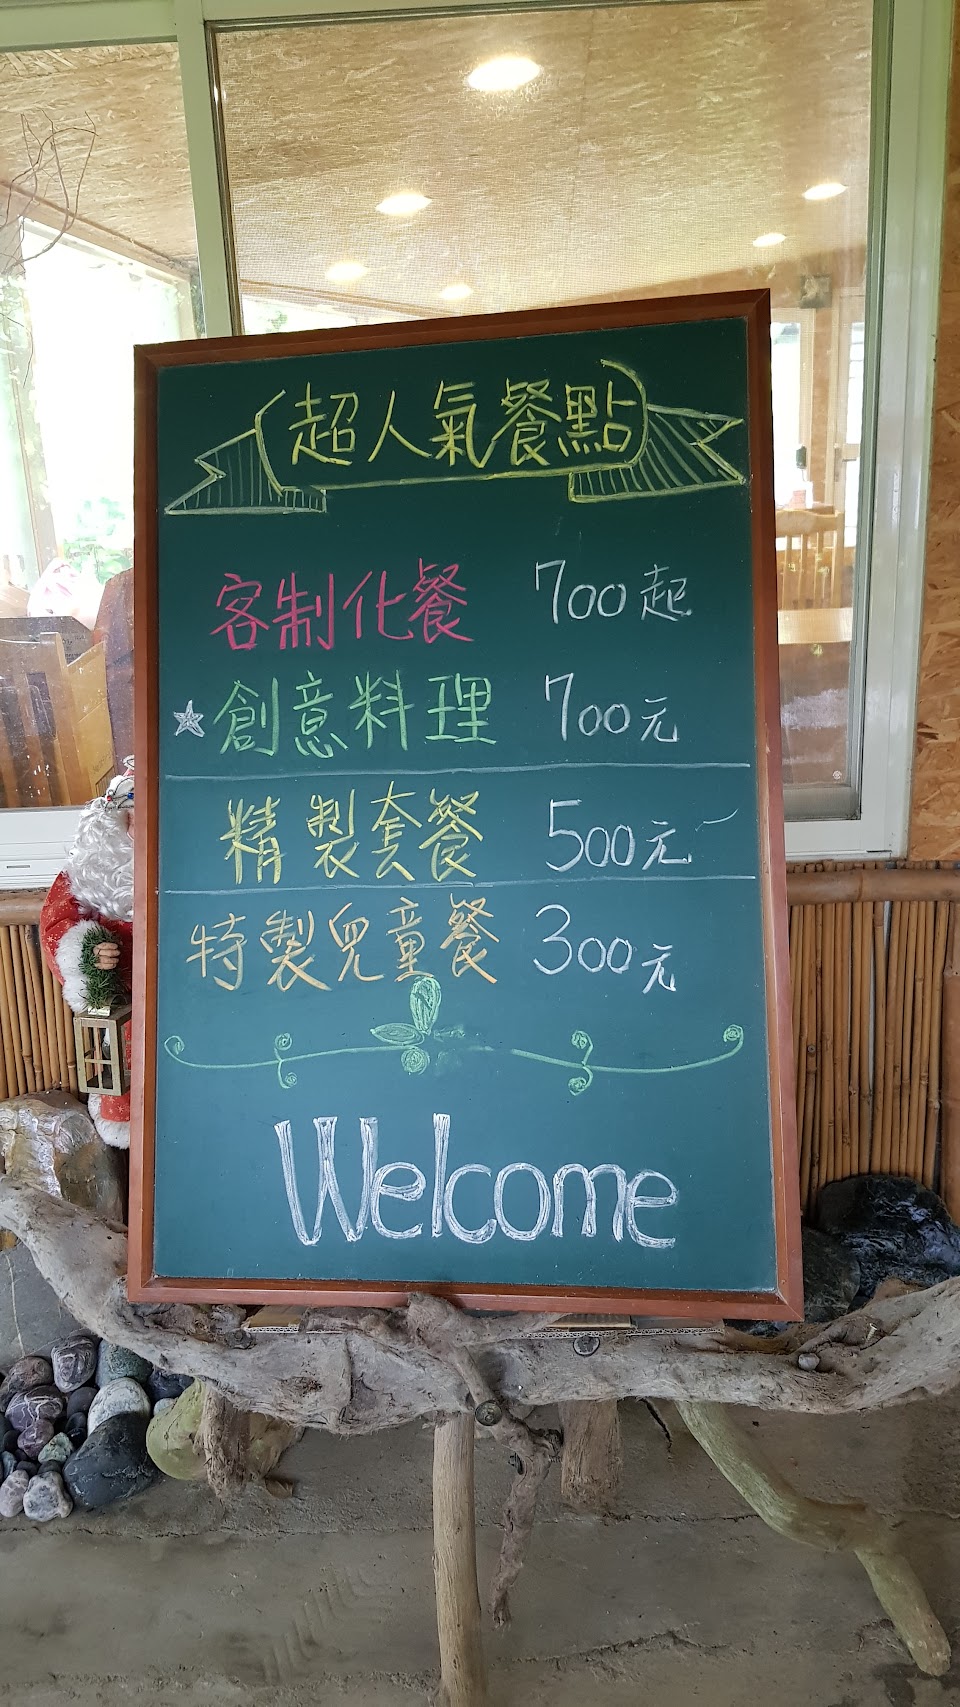 超人氣餐點
客制化餐 700起
☆創意料理 700元
精製套餐 500元
特製兒童餐 300元
Welcome